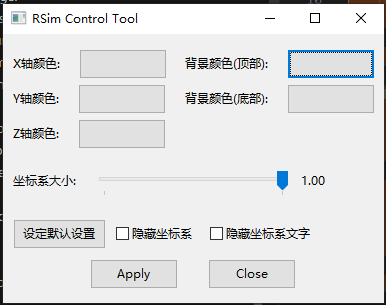 RSim Control Tool
X轴颜色: 背景颜色(顶部):
Y轴颜色: 背景颜色(底部):
Z轴颜色:
坐标系大小: 1.00
设定默认设置 隐藏坐标系 隐藏坐标系文字
Apply Close